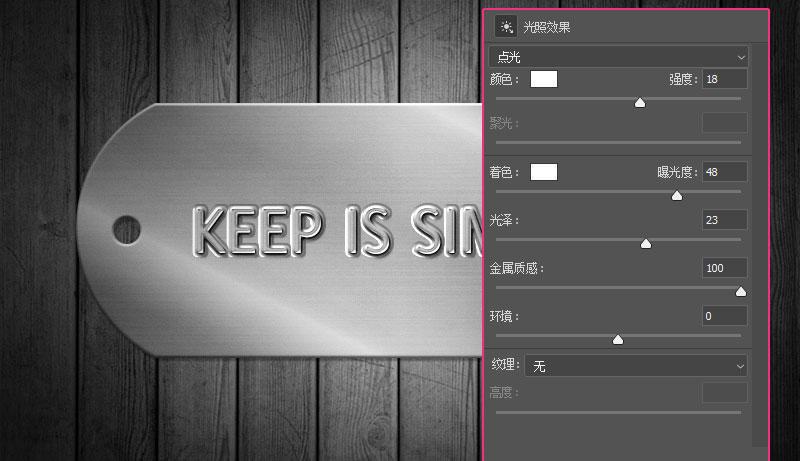 KEEP IS SIM
光照效果
点光
颜色: 强度: 18
聚光:
着色: 曝光度: 48
光泽: 23
金属质感: 100
环境: 0
纹理: 无
高度: